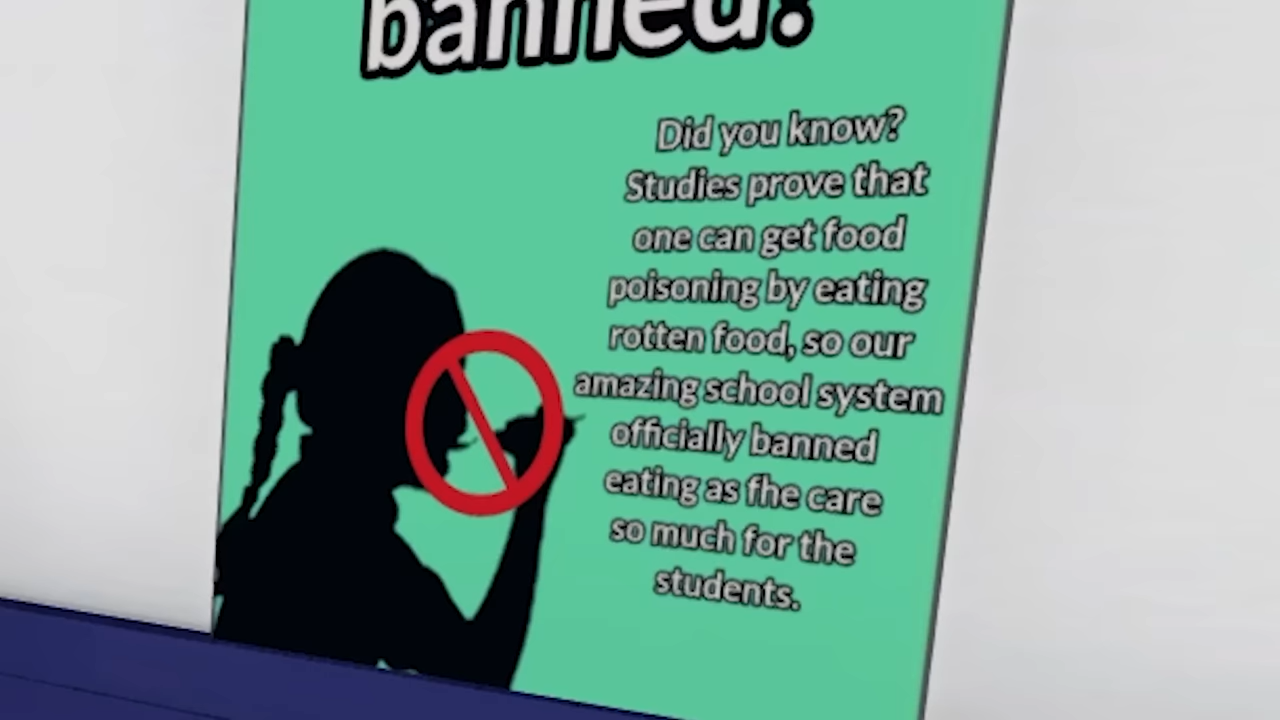 banned!
Did you know?
Studies prove that
one can get food
poisoning by eating
rotten food, so our
amazing school system
officially banned
eating as fhe care
so much for the
students.